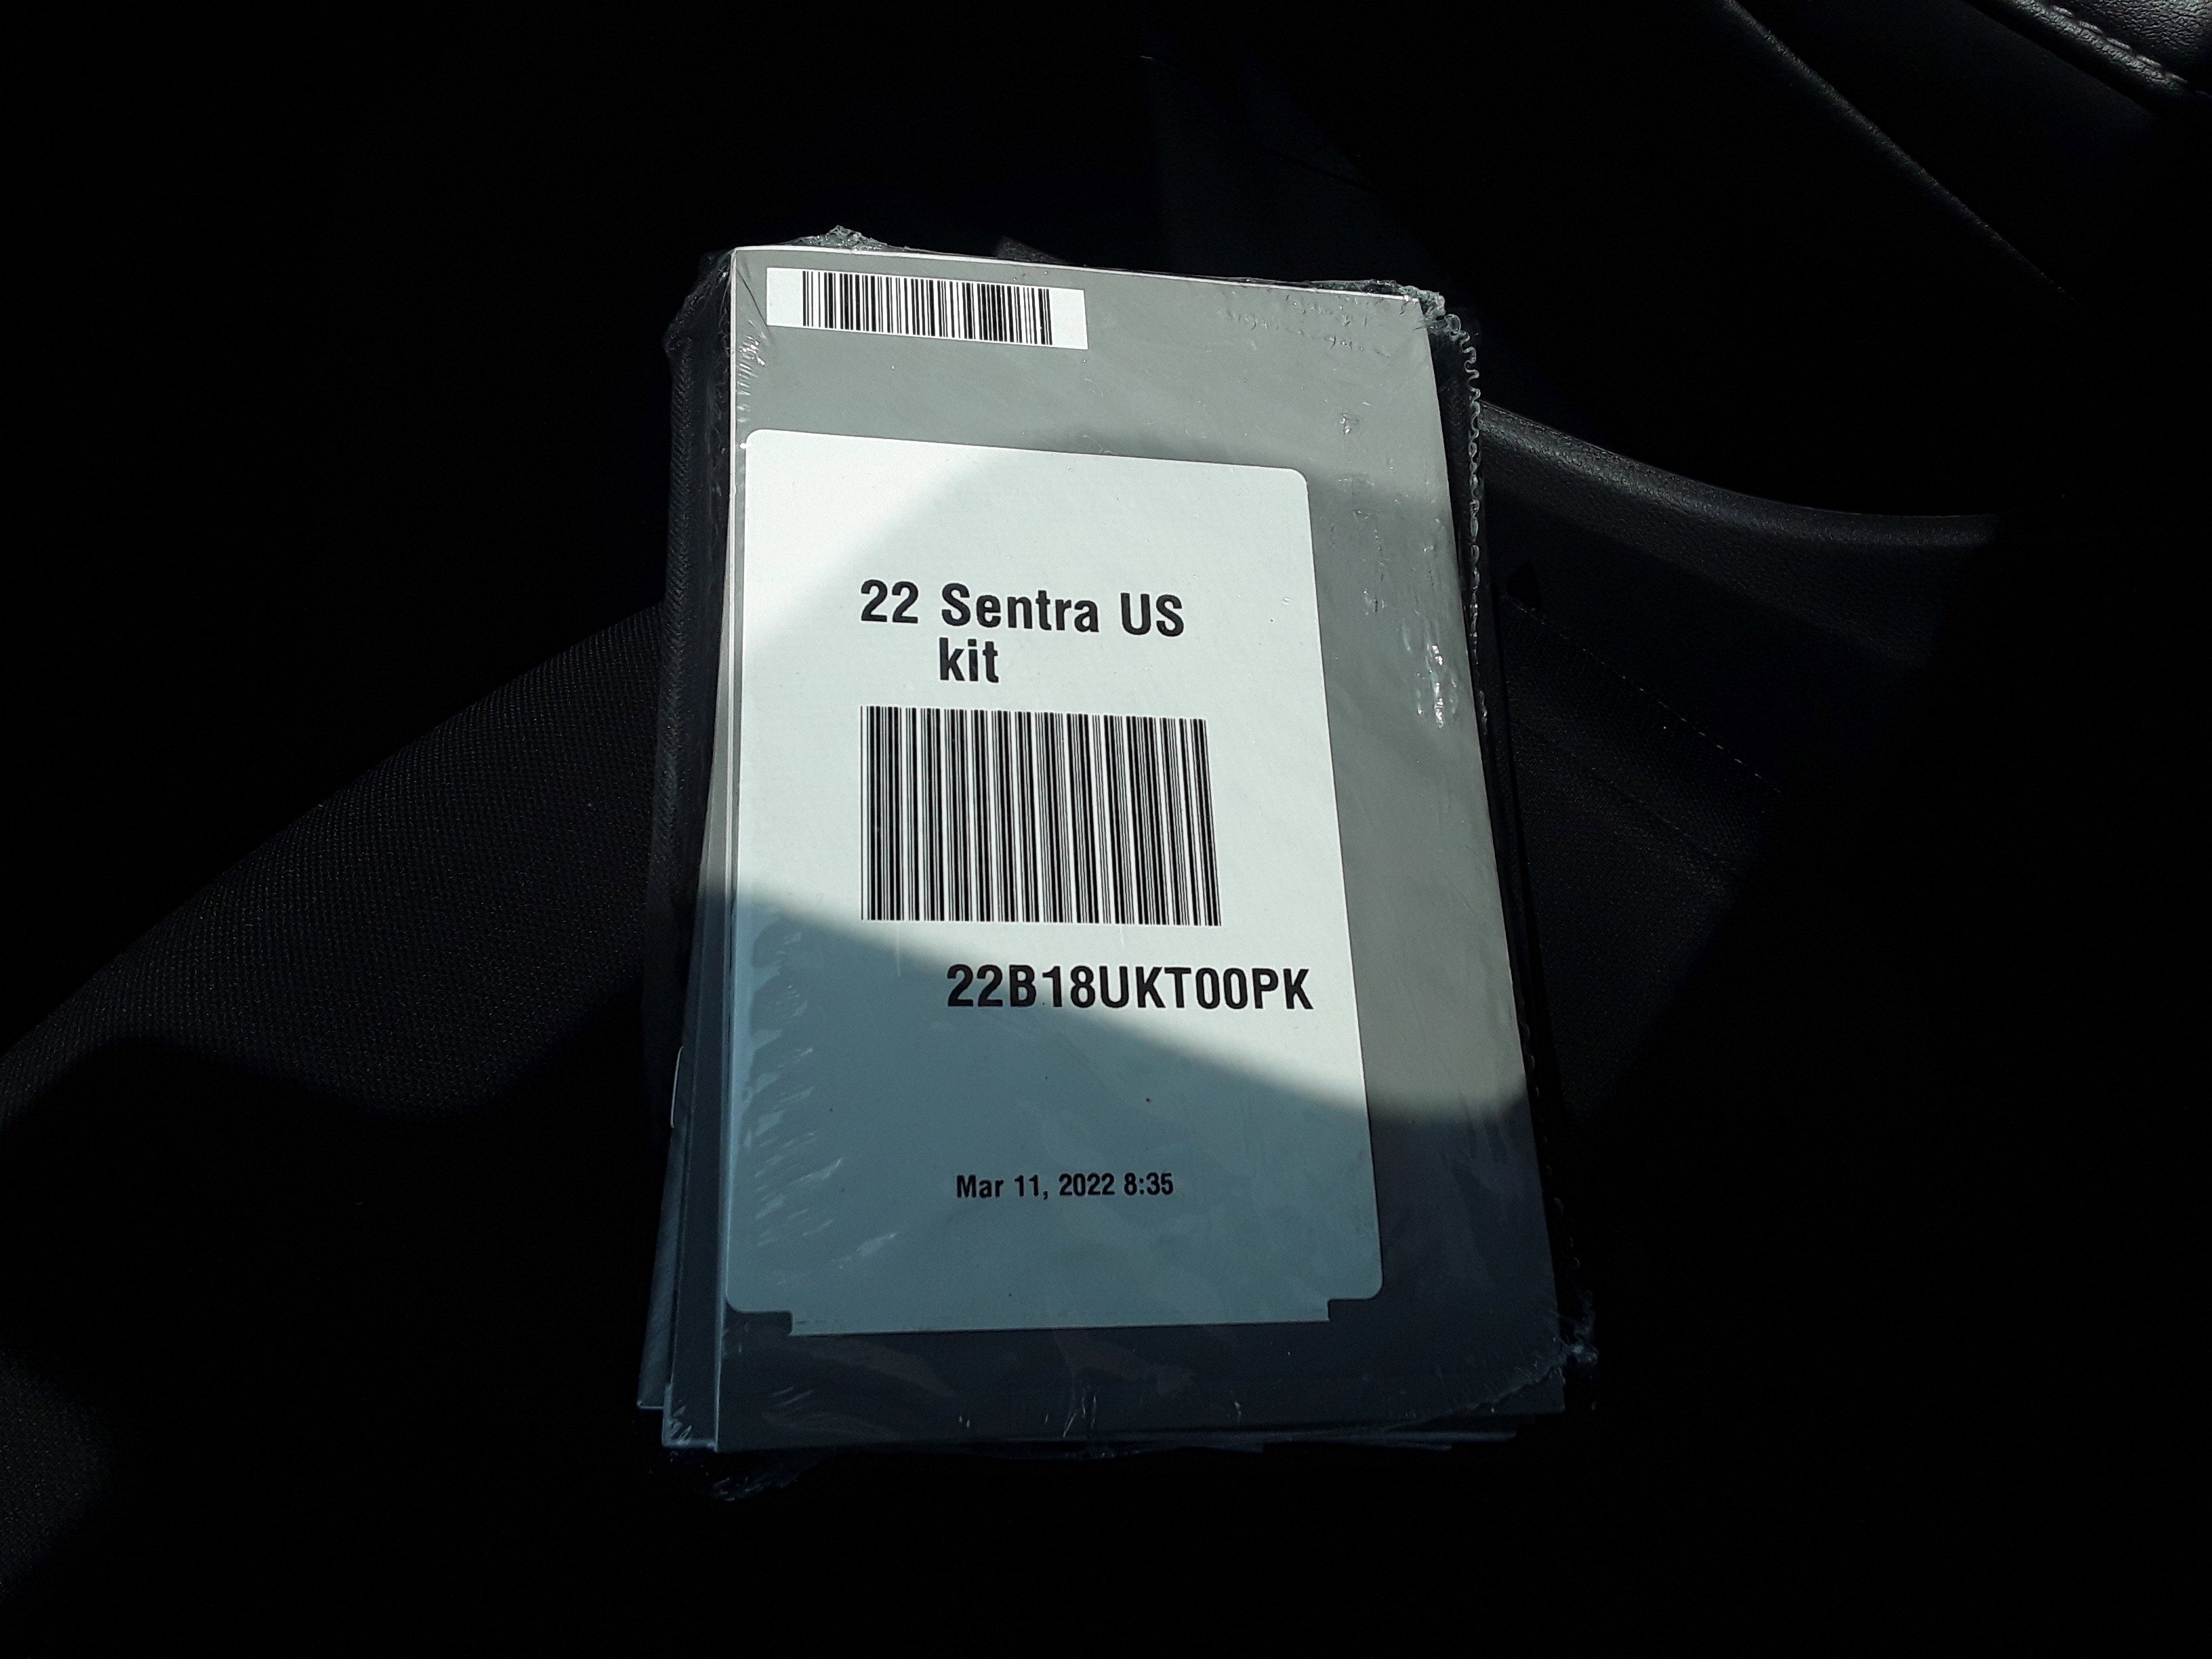 22 Sentra US
kit
22B18UKT00PK
Mar 11, 2022 8:35